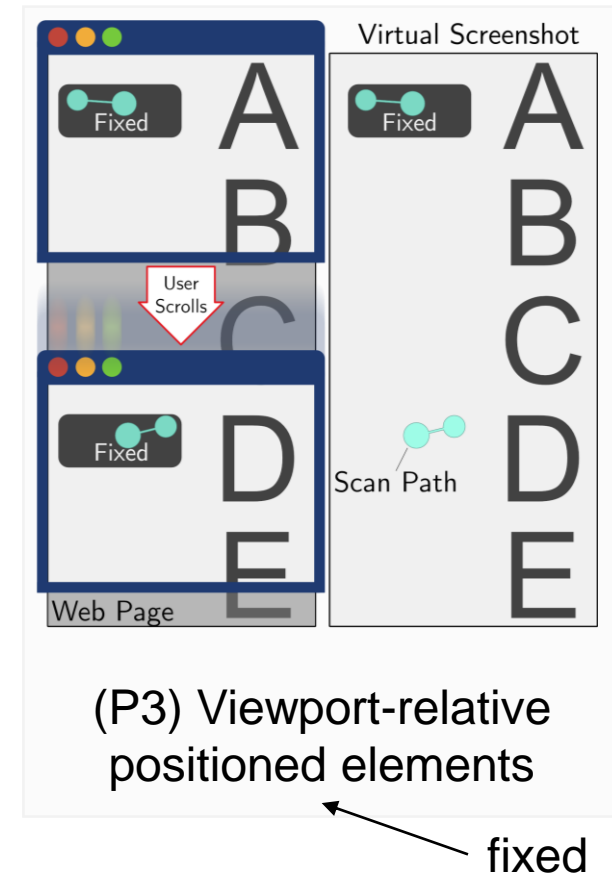 Virtual Screenshot
Fixed
A
B
C
User
Scrolls
Fixed
D
E
Web Page
Fixed
A
B
C
D
E
Scan Path
(P3) Viewport-relative
positioned elements
fixed